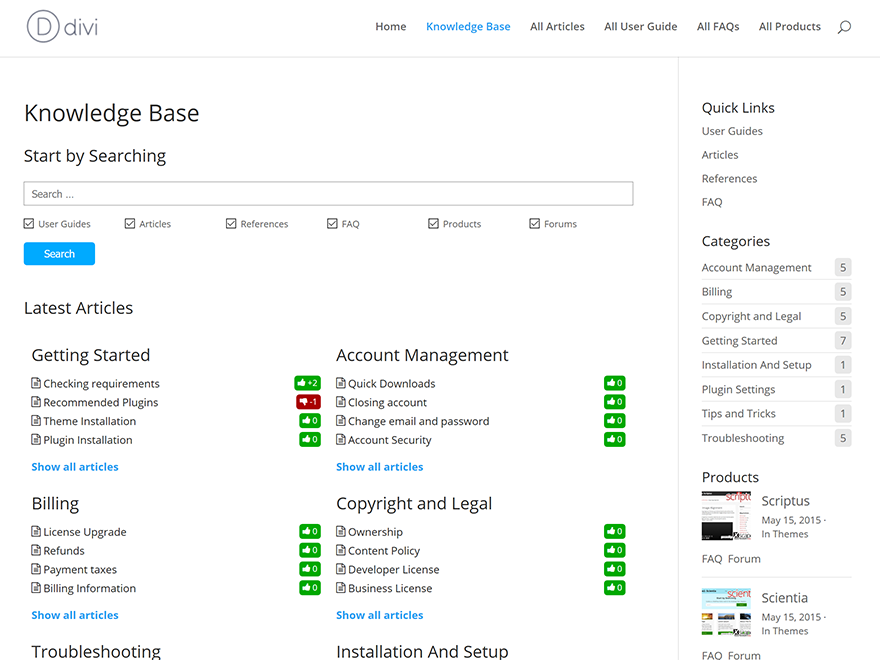 D divi
Home Knowledge Base All Articles All User Guide All FAQs All Products
Knowledge Base
Start by Searching
Search ...
User Guides Articles References FAQ Products Forums
Search
Latest Articles
Getting Started
Checking requirements +2
Recommended Plugins -1
Theme Installation 0
Plugin Installation 0
Show all articles
Account Management
Quick Downloads 0
Closing account 0
Change email and password 0
Account Security 0
Show all articles
Billing
License Upgrade 0
Refunds 0
Payment taxes 0
Billing Information 0
Show all articles
Copyright and Legal
Ownership 0
Content Policy 0
Developer License 0
Business License 0
Show all articles
Troubleshooting
Installation And Setup
Quick Links
User Guides
Articles
References
FAQ
Categories
Account Management 5
Billing 5
Copyright and Legal 5
Getting Started 7
Installation And Setup 1
Plugin Settings 1
Tips and Tricks 1
Troubleshooting 5
Products
Scriptus
May 15, 2015 ·
In Themes
FAQ Forum
Scientia
May 15, 2015 ·
In Themes
FAQ Forum